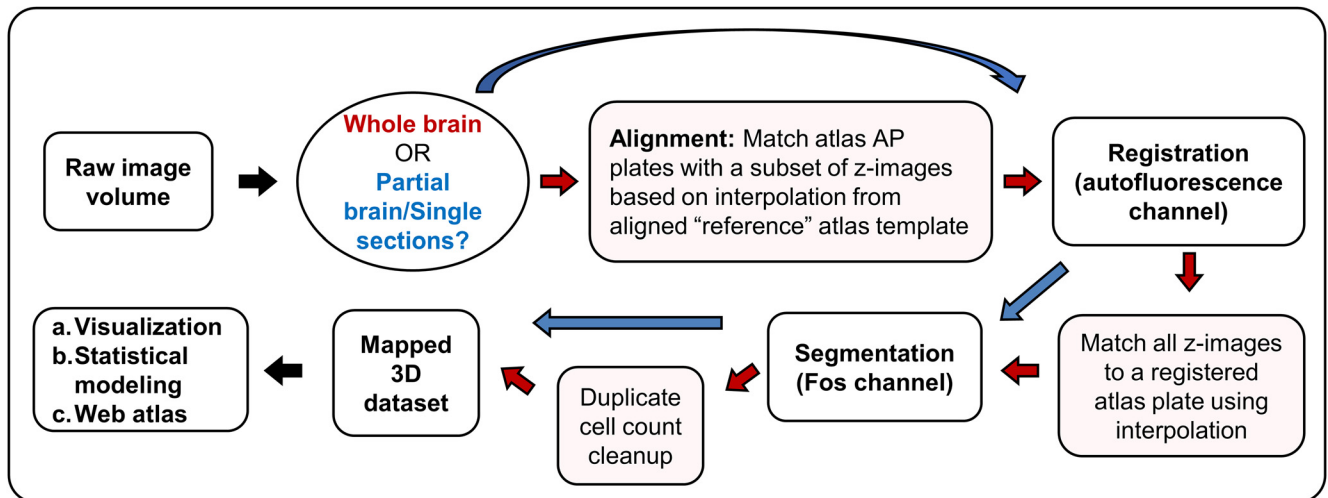 Raw image
volume
Whole brain
OR
Partial
brain/Single
sections?
Alignment: Match atlas AP
plates with a subset of z-images
based on interpolation from
aligned “reference” atlas template
Registration
(autofluorescence
channel)
Match all z-images
to a registered
atlas plate using
interpolation
Segmentation
(Fos channel)
Duplicate
cell count
cleanup
Mapped
3D
dataset
a. Visualization
b. Statistical
modeling
c. Web atlas